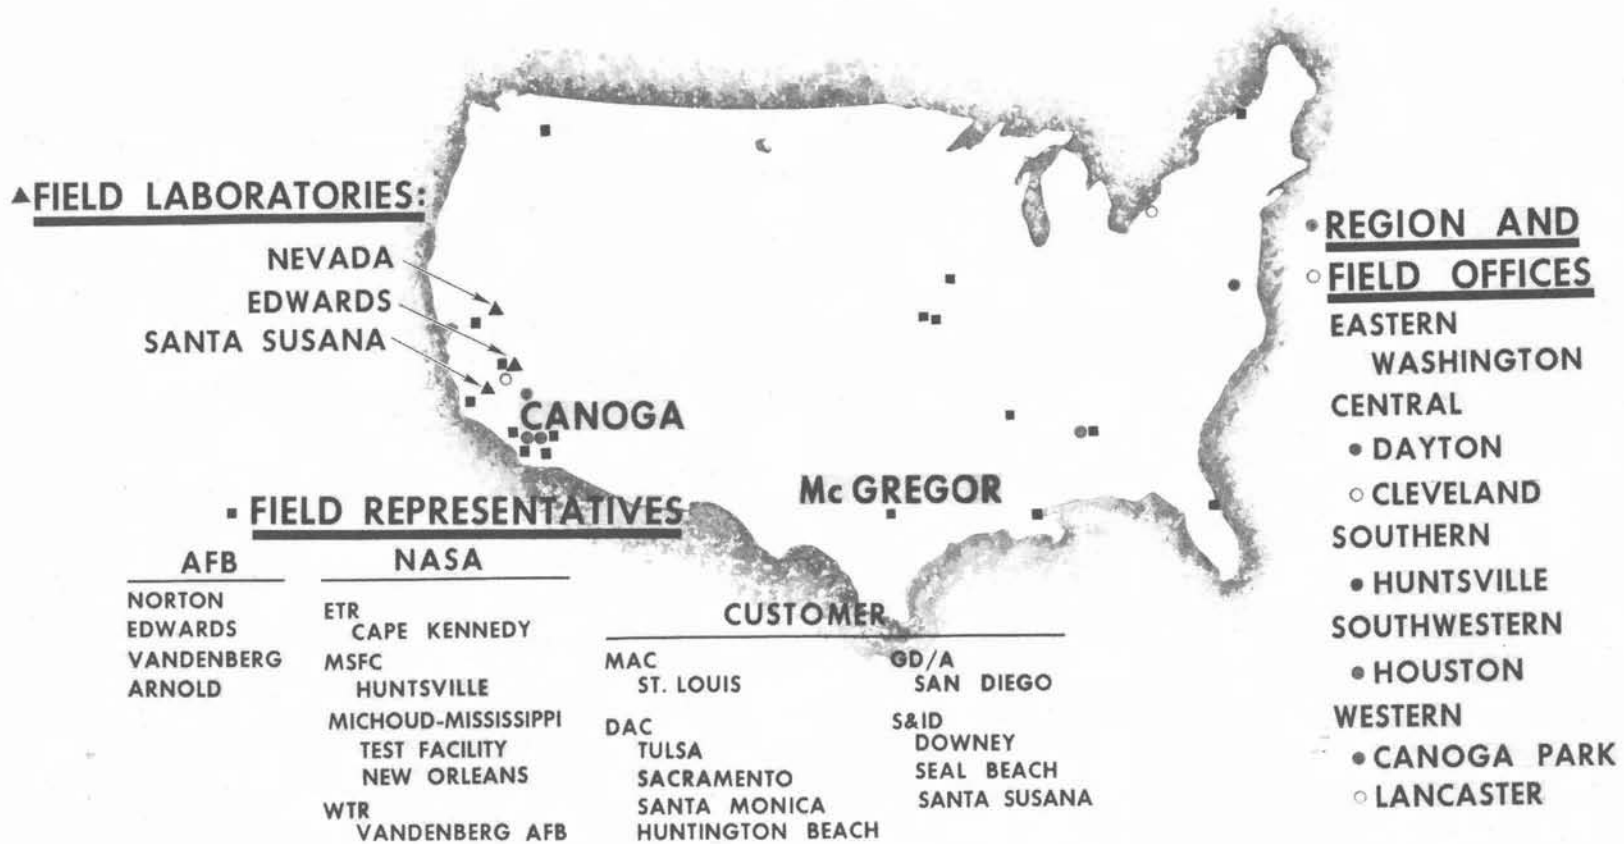 FIELD LABORATORIES:
NEVADA
EDWARDS
SANTA SUSANA
CANOGA
McGREGOR
FIELD REPRESENTATIVES
AFB
NORTON
EDWARDS
VANDENBERG
ARNOLD
NASA
ETR
CAPE KENNEDY
MSFC
HUNTSVILLE
MICHOUD-MISSISSIPPI
TEST FACILITY
NEW ORLEANS
WTR
VANDENBERG AFB
CUSTOMER
MAC
ST. LOUIS
DAC
TULSA
SACRAMENTO
SANTA MONICA
HUNTINGTON BEACH
GD/A
SAN DIEGO
S&ID
DOWNEY
SEAL BEACH
SANTA SUSANA
REGION AND
FIELD OFFICES
EASTERN
WASHINGTON
CENTRAL
DAYTON
CLEVELAND
SOUTHERN
HUNTSVILLE
SOUTHWESTERN
HOUSTON
WESTERN
CANOGA PARK
LANCASTER